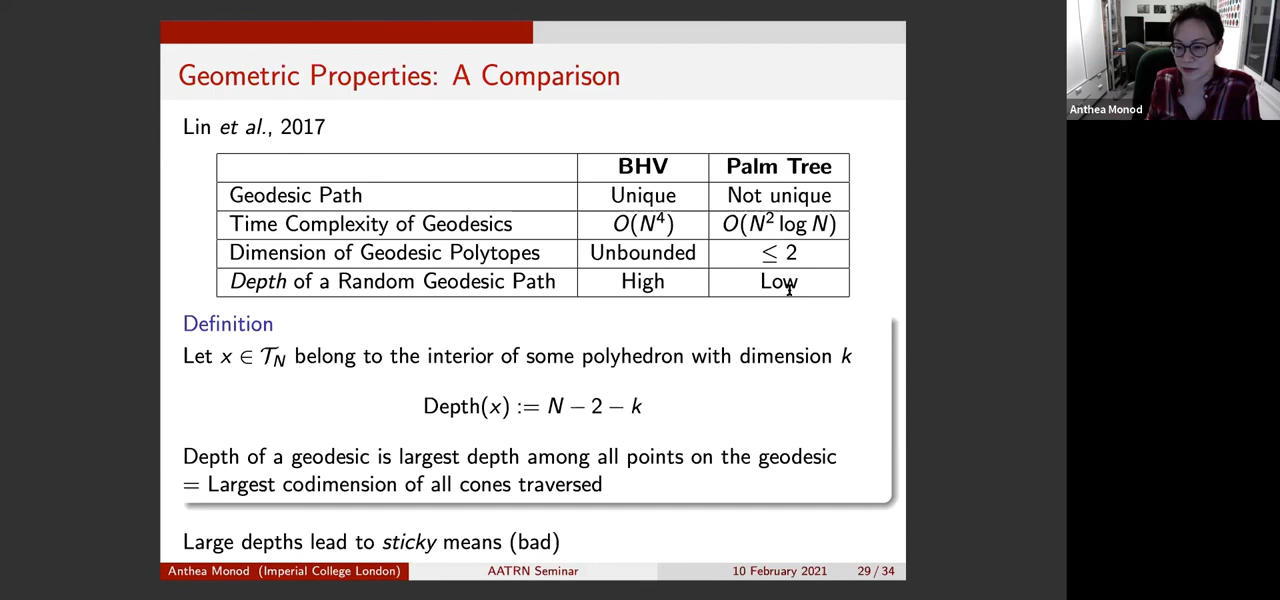 Geometric Properties: A Comparison
Anthea Monod
Lin et al., 2017
BHV Palm Tree
Geodesic Path Unique Not unique
Time Complexity of Geodesics O(N⁴) O(N² log N)
Dimension of Geodesic Polytopes Unbounded ≤ 2
Depth of a Random Geodesic Path High Low
Definition
Let x ∈ 𝒯_N belong to the interior of some polyhedron with dimension k
Depth(x) := N − 2 − k
Depth of a geodesic is largest depth among all points on the geodesic
= Largest codimension of all cones traversed
Large depths lead to sticky means (bad)
Anthea Monod (Imperial College London) AATRN Seminar 10 February 2021 29 / 34